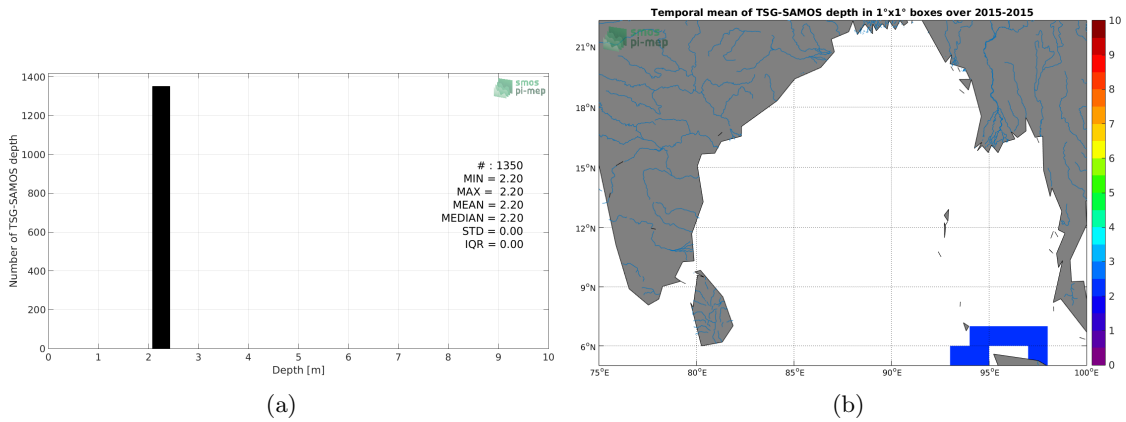 1400
1200
1000
800
600
400
200
0
Number of TSG-SAMOS depth
smos
pi-mep
# : 1350
MIN = 2.20
MAX = 2.20
MEAN = 2.20
MEDIAN = 2.20
STD = 0.00
IQR = 0.00
0 1 2 3 4 5 6 7 8 9 10
Depth [m]
(a)
Temporal mean of TSG-SAMOS depth in 1°x1° boxes over 2015-2015
smos
pi-mep
21°N
18°N
15°N
12°N
9°N
6°N
75°E 80°E 85°E 90°E 95°E 100°E
10
9
8
7
6
5
4
3
2
1
0
(b)